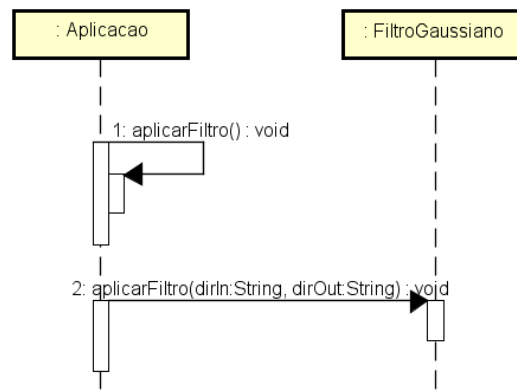 : Aplicacao
: FiltroGaussiano
1: aplicarFiltro() : void
2: aplicarFiltro(dirIn:String, dirOut:String) : void